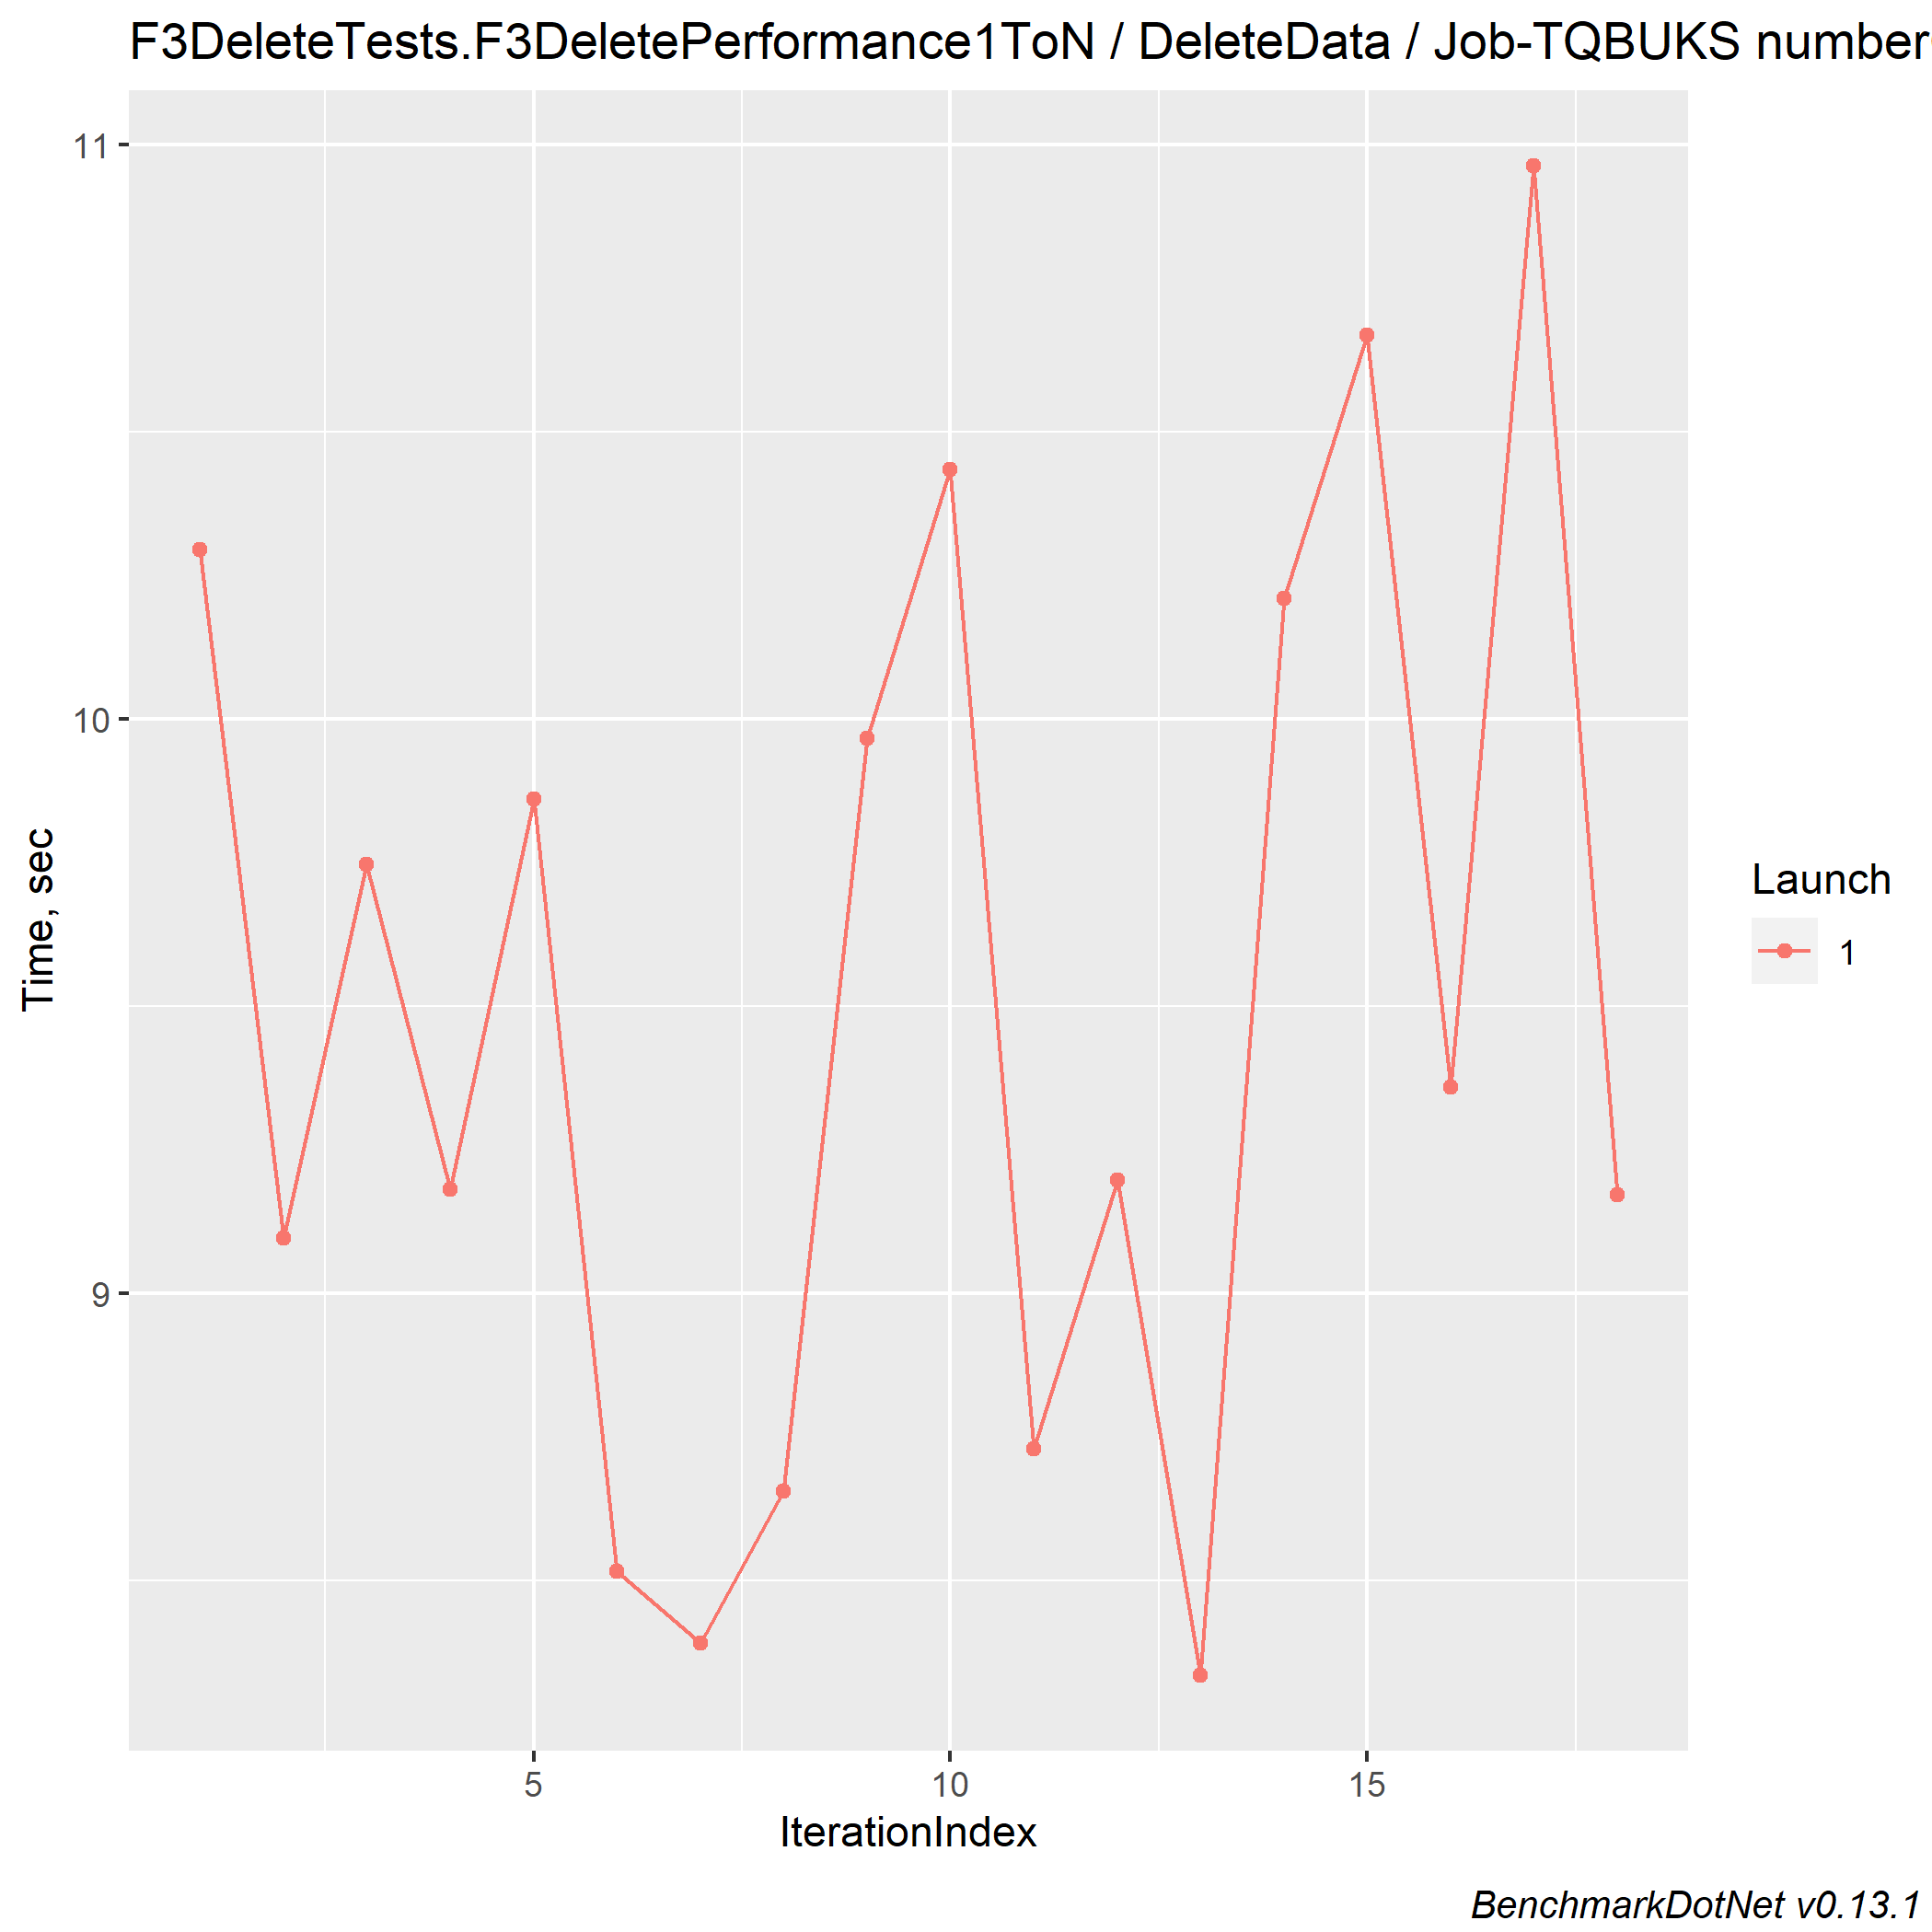 F3DeleteTests.F3DeletePerformance1ToN / DeleteData / Job-TQBUKS number
11
10
9
Time, sec
5
10
15
IterationIndex
Launch
1
BenchmarkDotNet v0.13.1